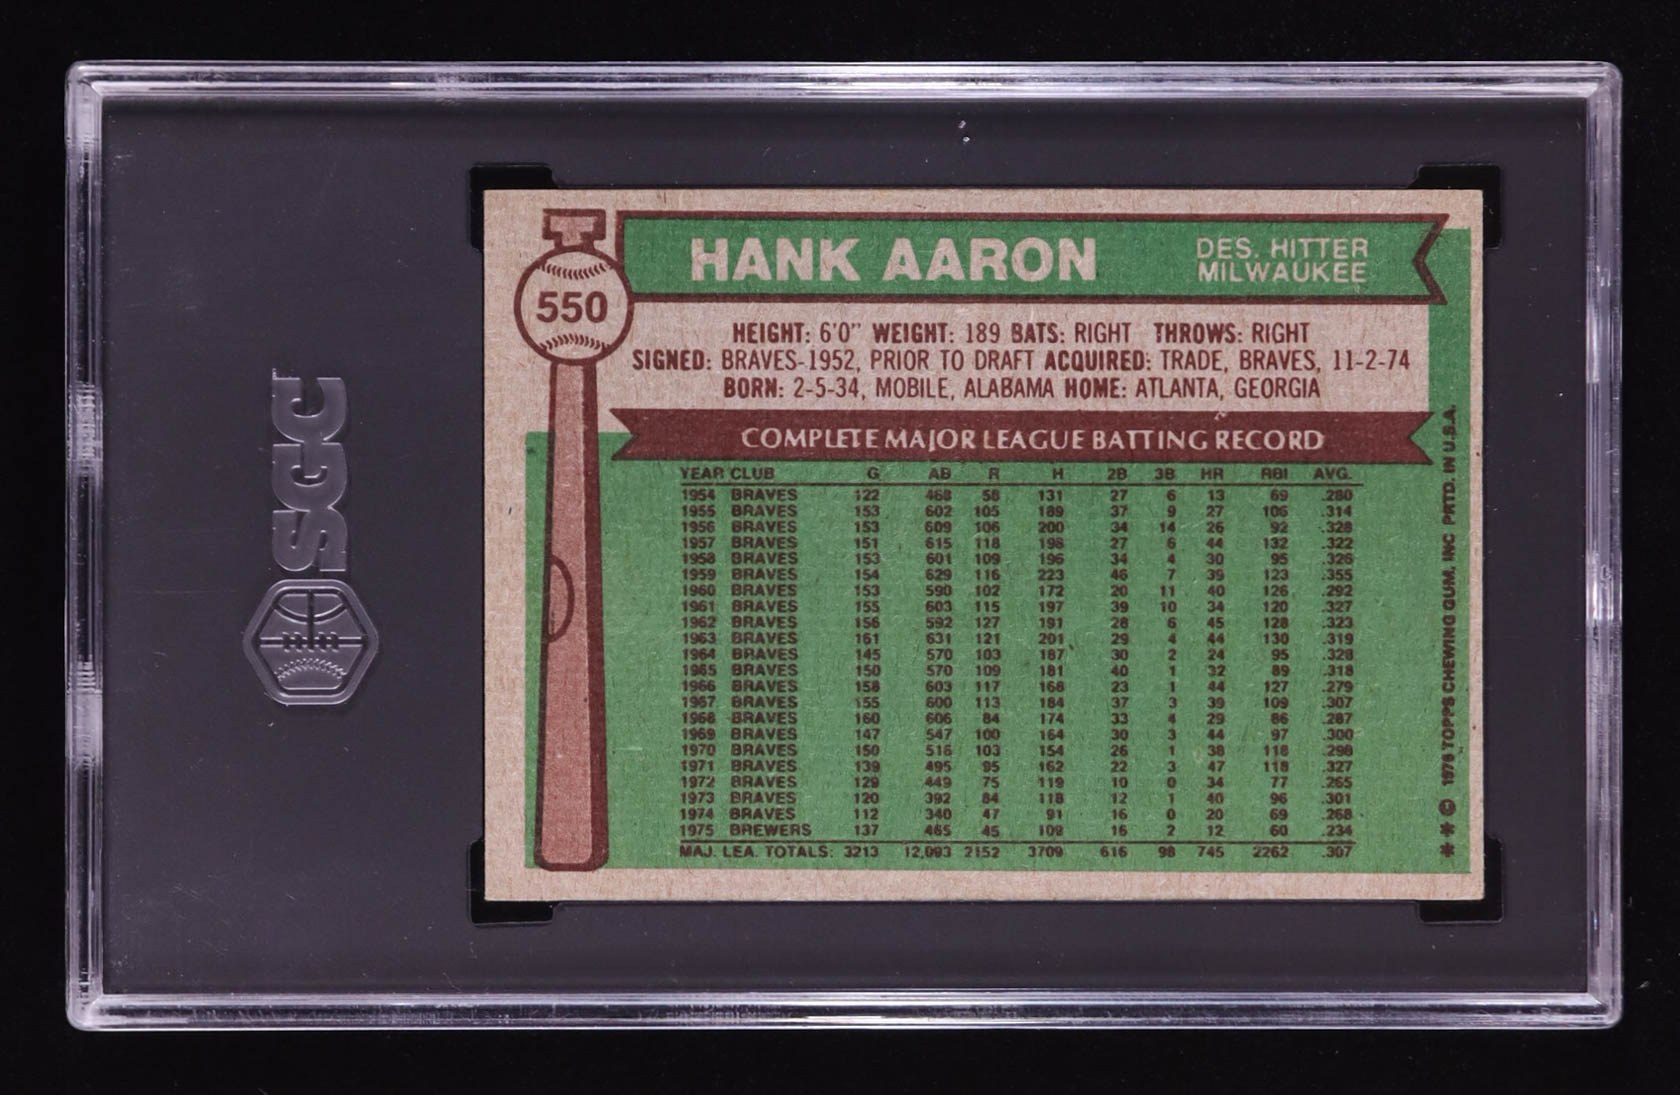 SGC
550
HANK AARON
DES. HITTER
MILWAUKEE
HEIGHT: 6'0" WEIGHT: 189 BATS: RIGHT THROWS: RIGHT
SIGNED: BRAVES-1952, PRIOR TO DRAFT ACQUIRED: TRADE, BRAVES, 11-2-74
BORN: 2-5-34, MOBILE, ALABAMA HOME: ATLANTA, GEORGIA
COMPLETE MAJOR LEAGUE BATTING RECORD
YEAR CLUB G AB R H 2B 3B HR RBI AVG.
1954 BRAVES 122 468 58 131 27 6 13 69 .280
1955 BRAVES 153 602 105 189 37 9 27 106 .314
1956 BRAVES 153 609 106 200 34 14 26 92 .328
1957 BRAVES 151 615 118 198 27 6 44 132 .322
1958 BRAVES 153 601 109 196 34 4 30 95 .326
1959 BRAVES 154 629 116 223 46 7 39 123 .355
1960 BRAVES 153 590 102 172 20 11 40 126 .292
1961 BRAVES 155 603 115 197 39 10 34 120 .327
1962 BRAVES 156 592 127 191 28 6 45 128 .323
1963 BRAVES 161 631 121 201 29 4 44 130 .319
1964 BRAVES 145 570 103 187 30 2 24 95 .328
1965 BRAVES 150 570 109 181 40 1 32 89 .318
1966 BRAVES 158 603 117 168 23 1 44 127 .279
1967 BRAVES 155 600 113 184 37 3 39 109 .307
1968 BRAVES 160 606 84 174 33 4 29 86 .287
1969 BRAVES 147 547 100 164 30 3 44 97 .300
1970 BRAVES 150 516 103 154 26 1 38 118 .298
1971 BRAVES 139 495 95 162 22 3 47 118 .327
1972 BRAVES 129 449 75 119 10 0 34 77 .265
1973 BRAVES 120 392 84 118 12 1 40 96 .301
1974 BRAVES 112 340 47 91 16 0 20 69 .268
1975 BREWERS 137 465 45 109 16 2 12 60 .234
MAJ. LEA. TOTALS: 3213 12,093 2152 3709 616 98 745 2262 .307
** © 1976 TOPPS CHEWING GUM, INC PRTD. IN U.S.A.